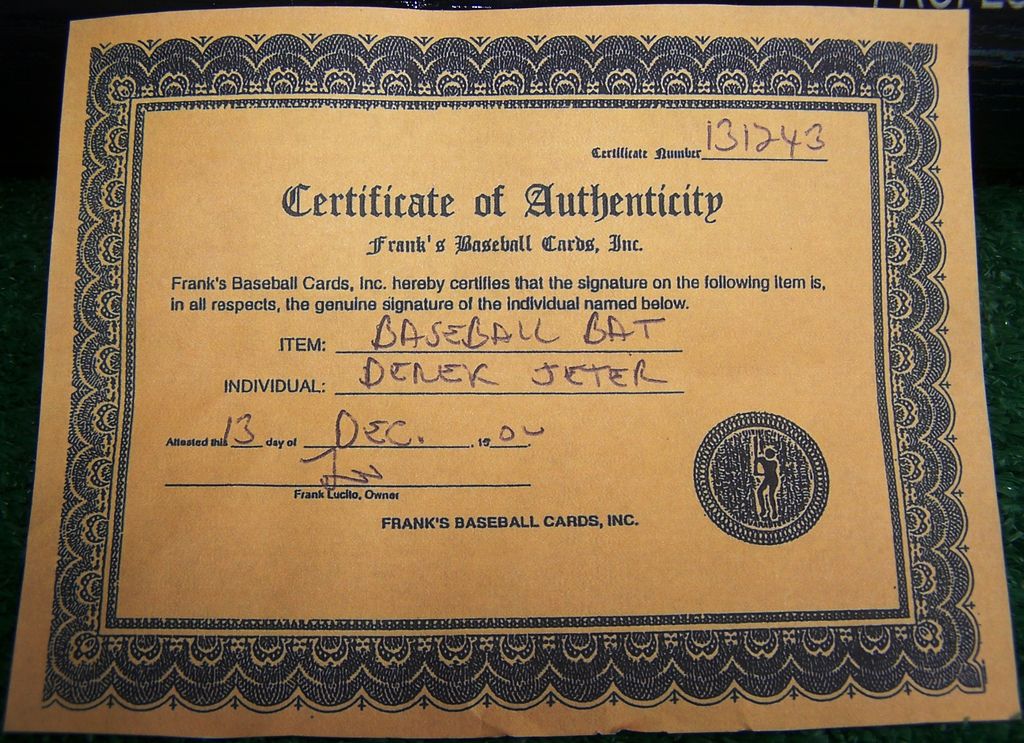 Certificate Number 131243
Certificate of Authenticity
Frank's Baseball Cards, Inc.
Frank's Baseball Cards, Inc. hereby certifies that the signature on the following item is,
in all respects, the genuine signature of the individual named below.
ITEM: BASEBALL BAT
INDIVIDUAL: DEREK JETER
Attested this 13 day of DEC. , 19 00
Frank Lucito, Owner
FRANK'S BASEBALL CARDS, INC.